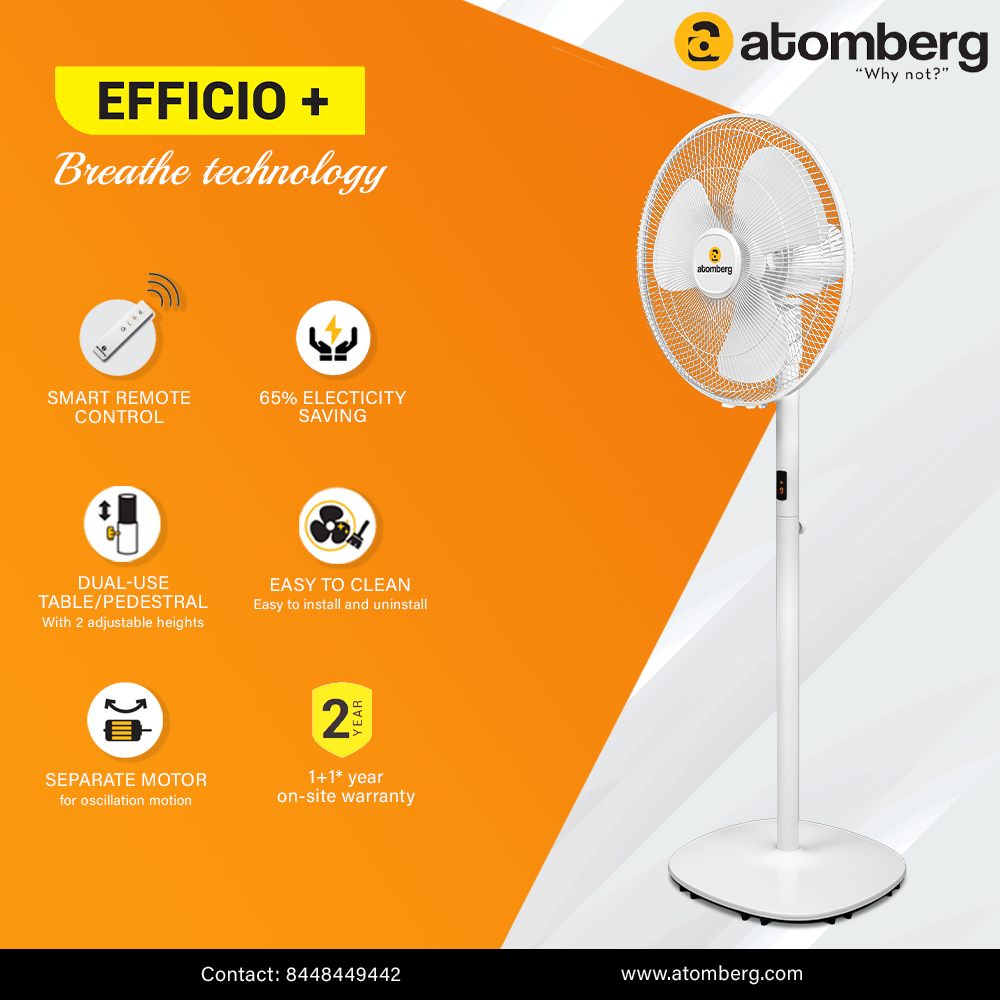 atomberg
"Why not?"
EFFICIO +
Breathe technology
atomberg
SMART REMOTE
CONTROL
65% ELECTICITY
SAVING
DUAL-USE
TABLE/PEDESTRAL
With 2 adjustable heights
EASY TO CLEAN
Easy to install and uninstall
SEPARATE MOTOR
for oscillation motion
2 YEAR
1+1* year
on-site warranty
Contact: 8448449442
www.atomberg.com